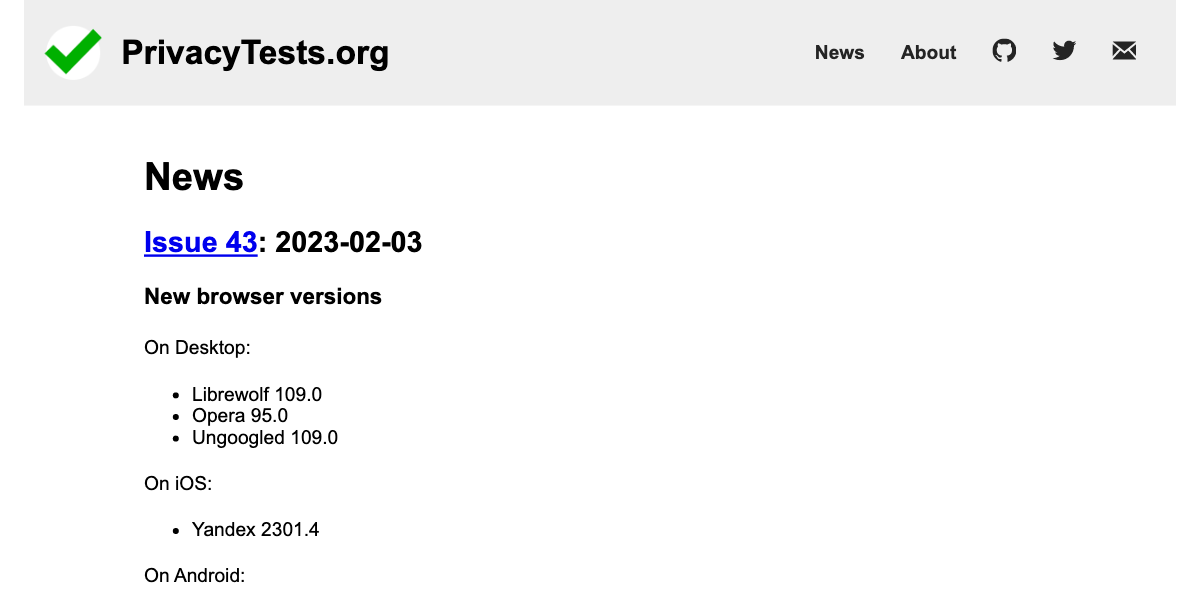 PrivacyTests.org
News
About
News
Issue 43: 2023-02-03
New browser versions
On Desktop:
Librewolf 109.0
Opera 95.0
Ungoogled 109.0
On iOS:
Yandex 2301.4
On Android: